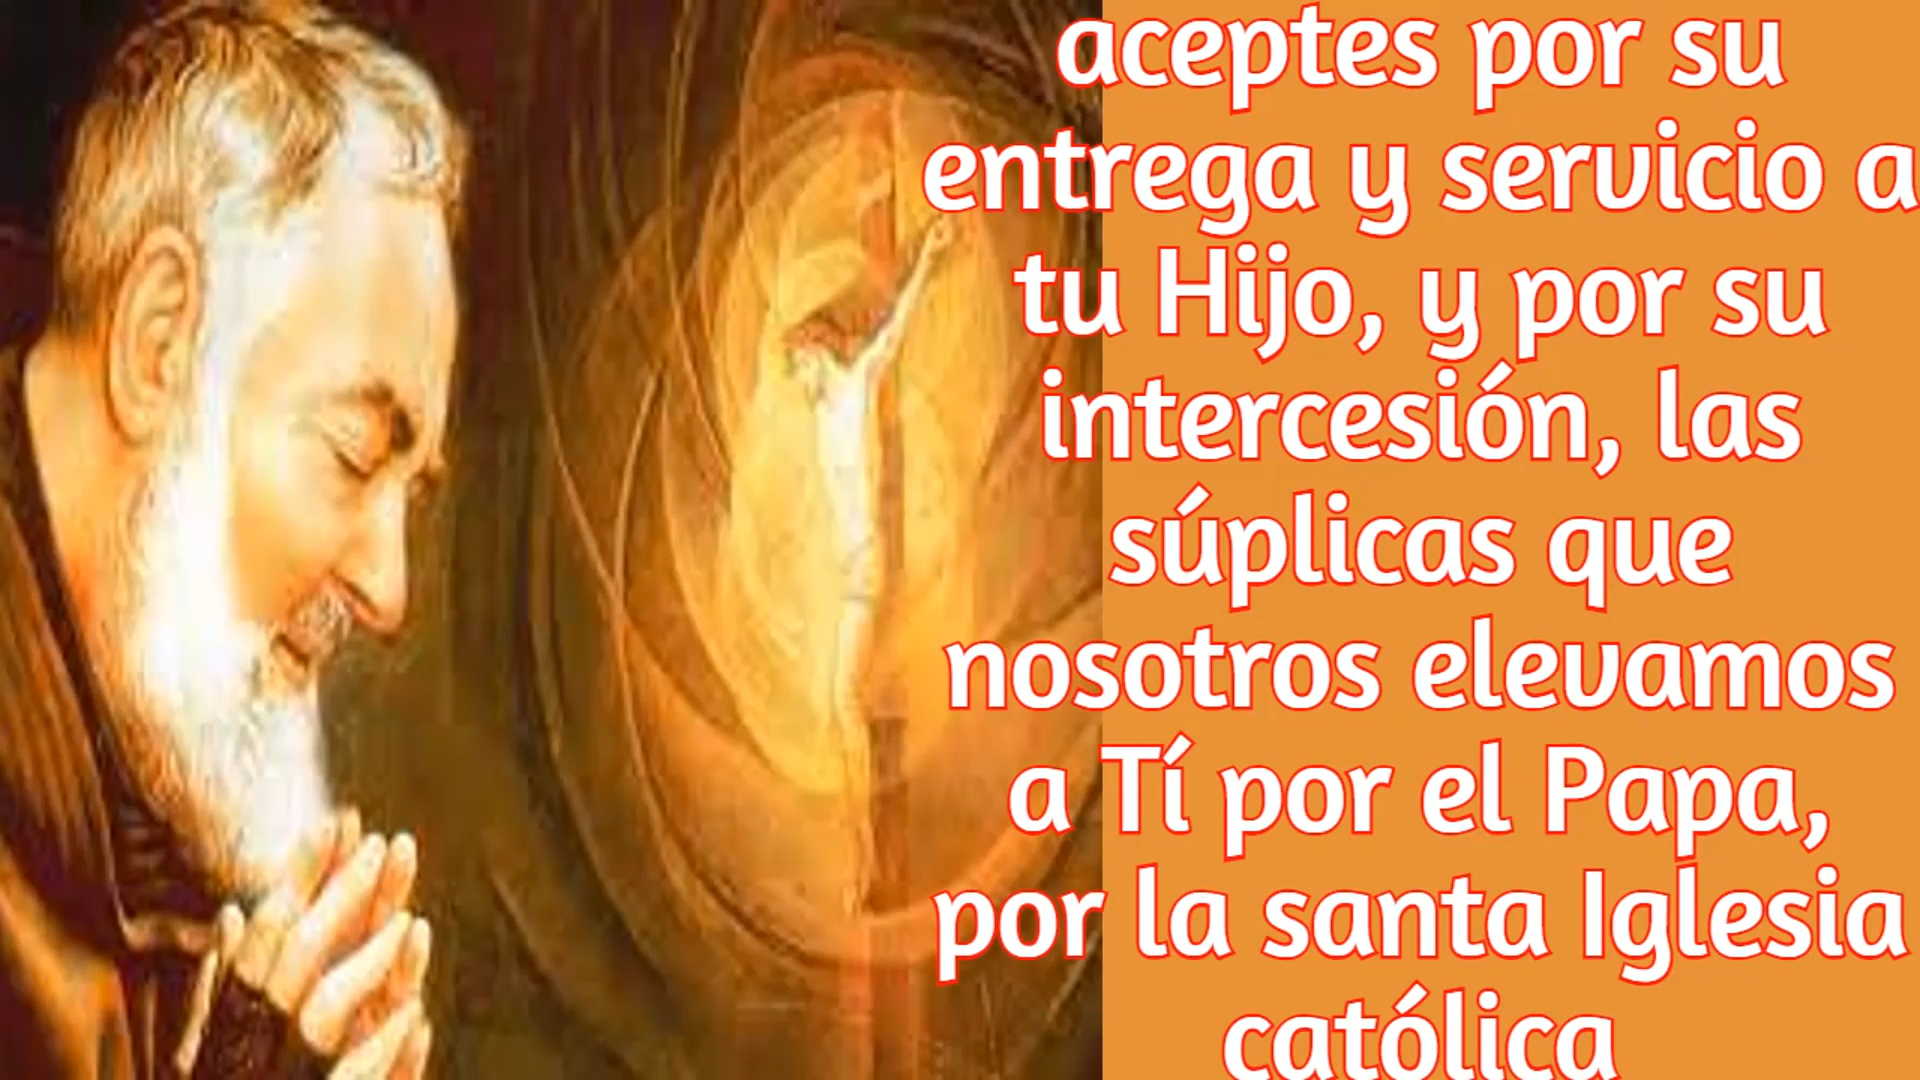 aceptes por su
entrega y servicio a
tu Hijo, y por su
intercesión, las
súplicas que
nosotros elevamos
a Tí por el Papa,
por la santa Iglesia
católica